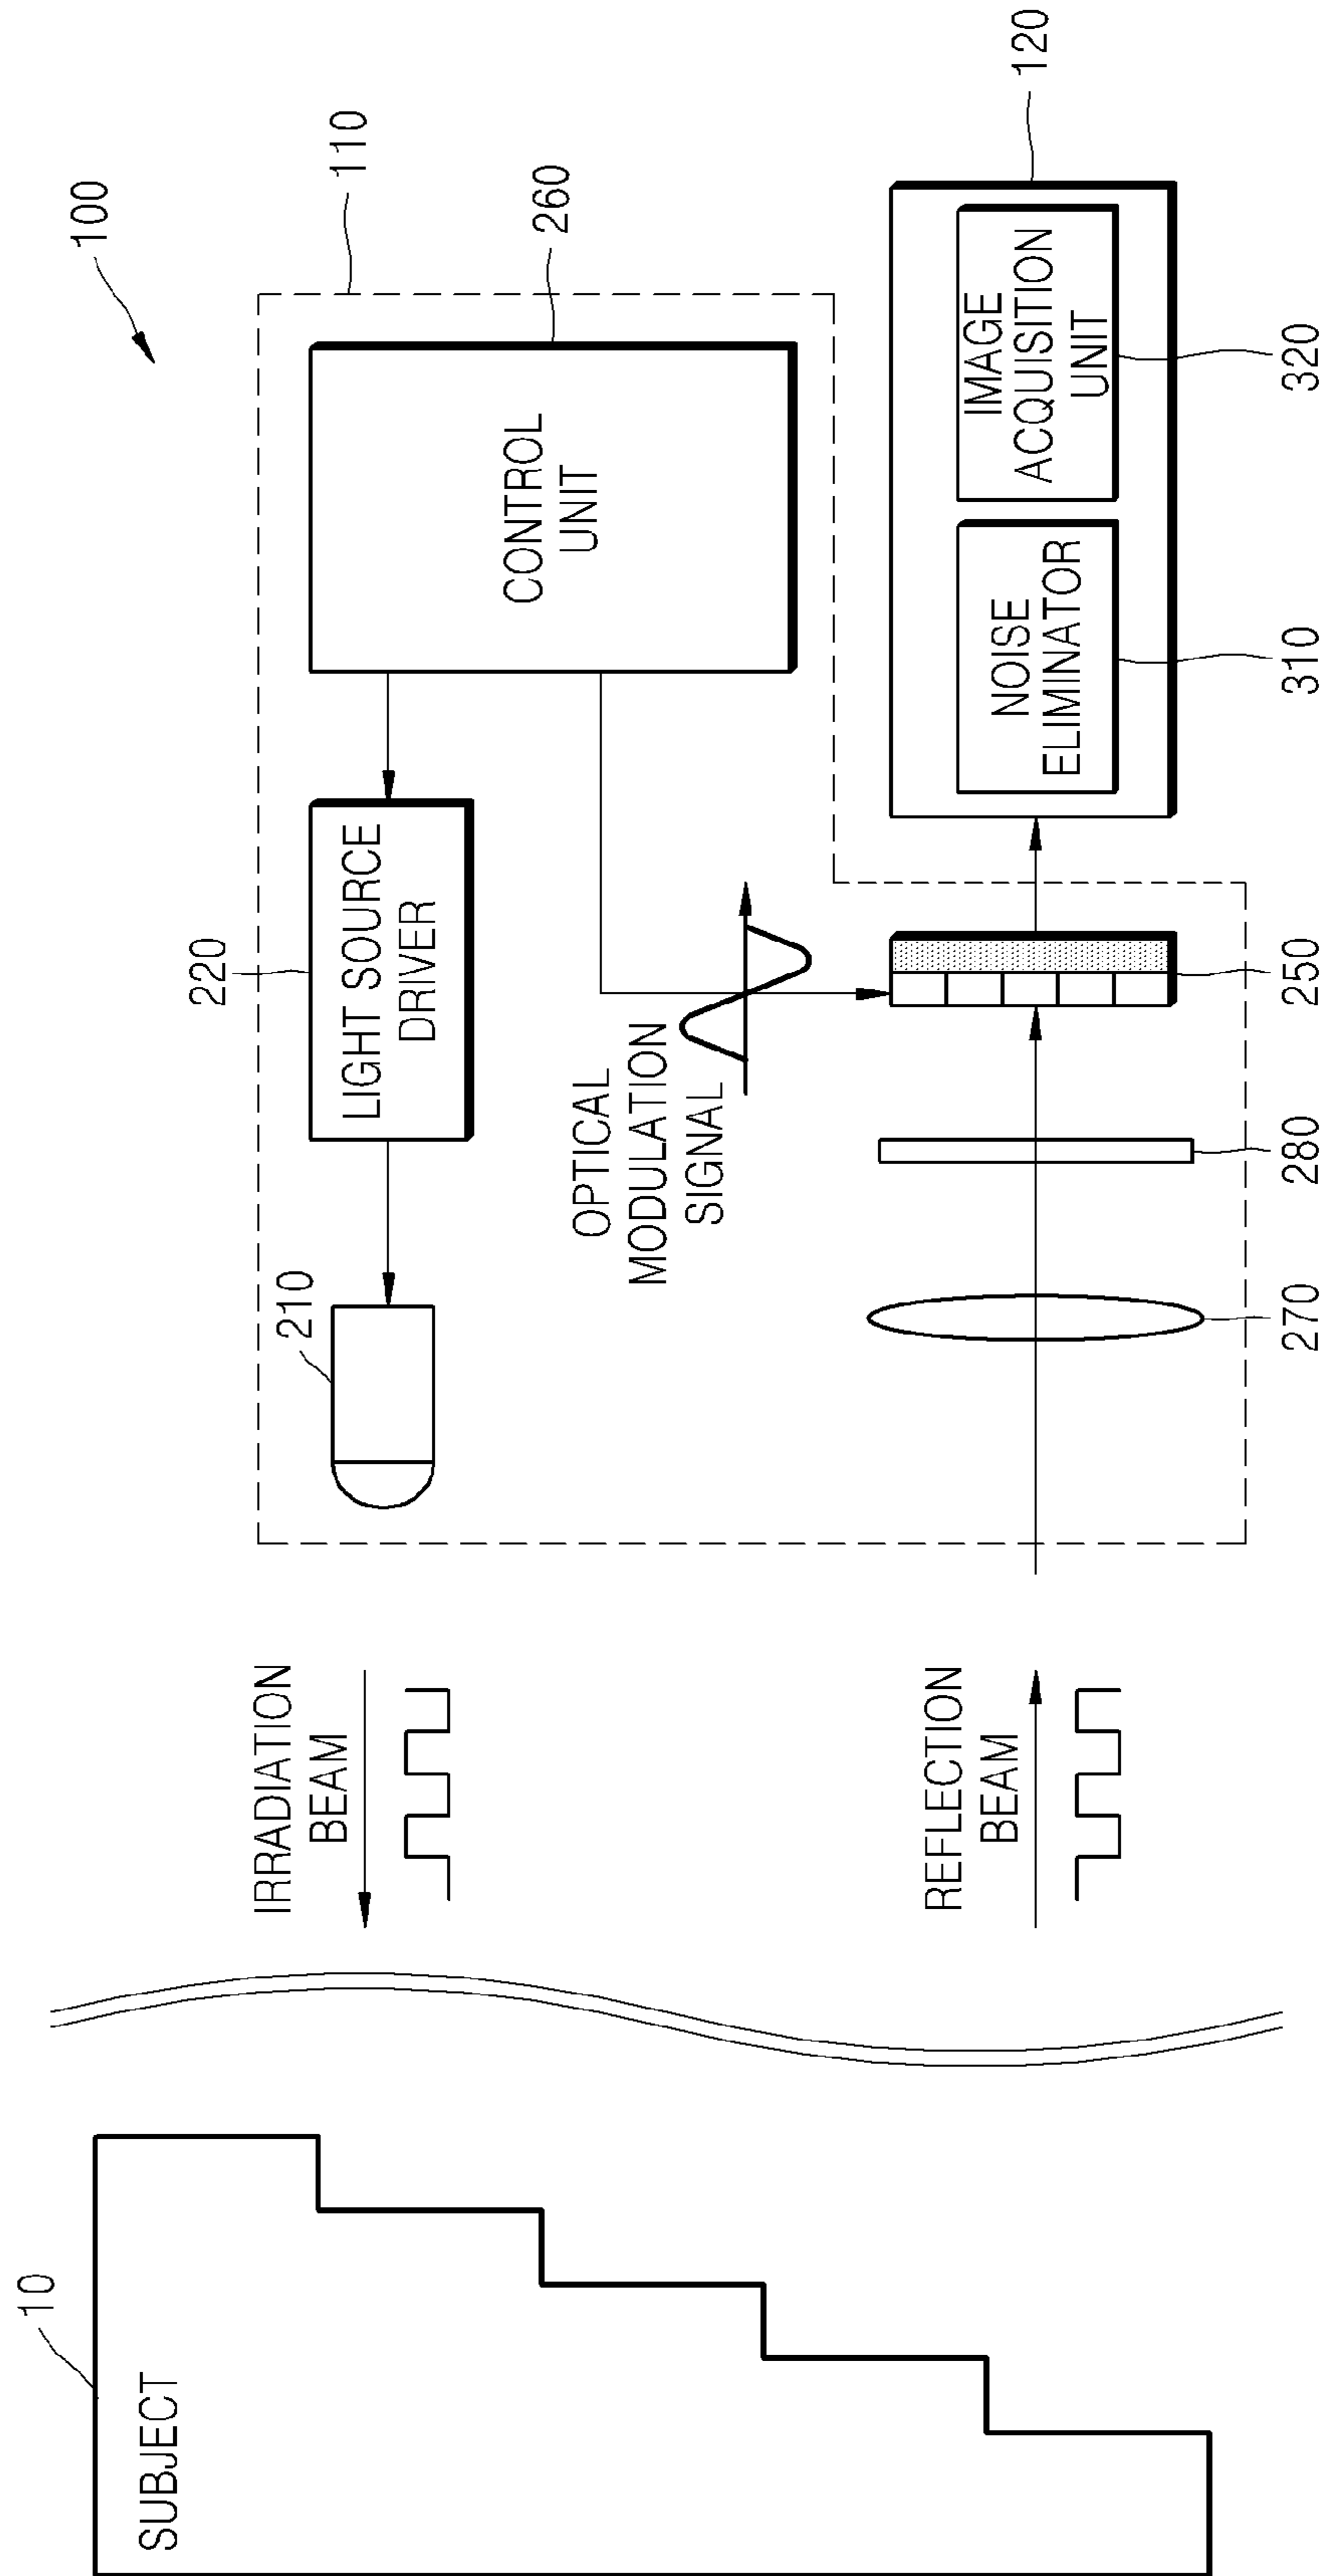 100
110
260
120
220
210
CONTROL
UNIT
LIGHT SOURCE
DRIVER
OPTICAL
MODULATION
SIGNAL
IMAGE
ACQUISITION
UNIT
NOISE
ELIMINATOR
320
310
250
280
270
IRRADIATION
BEAM
REFLECTION
BEAM
10
SUBJECT